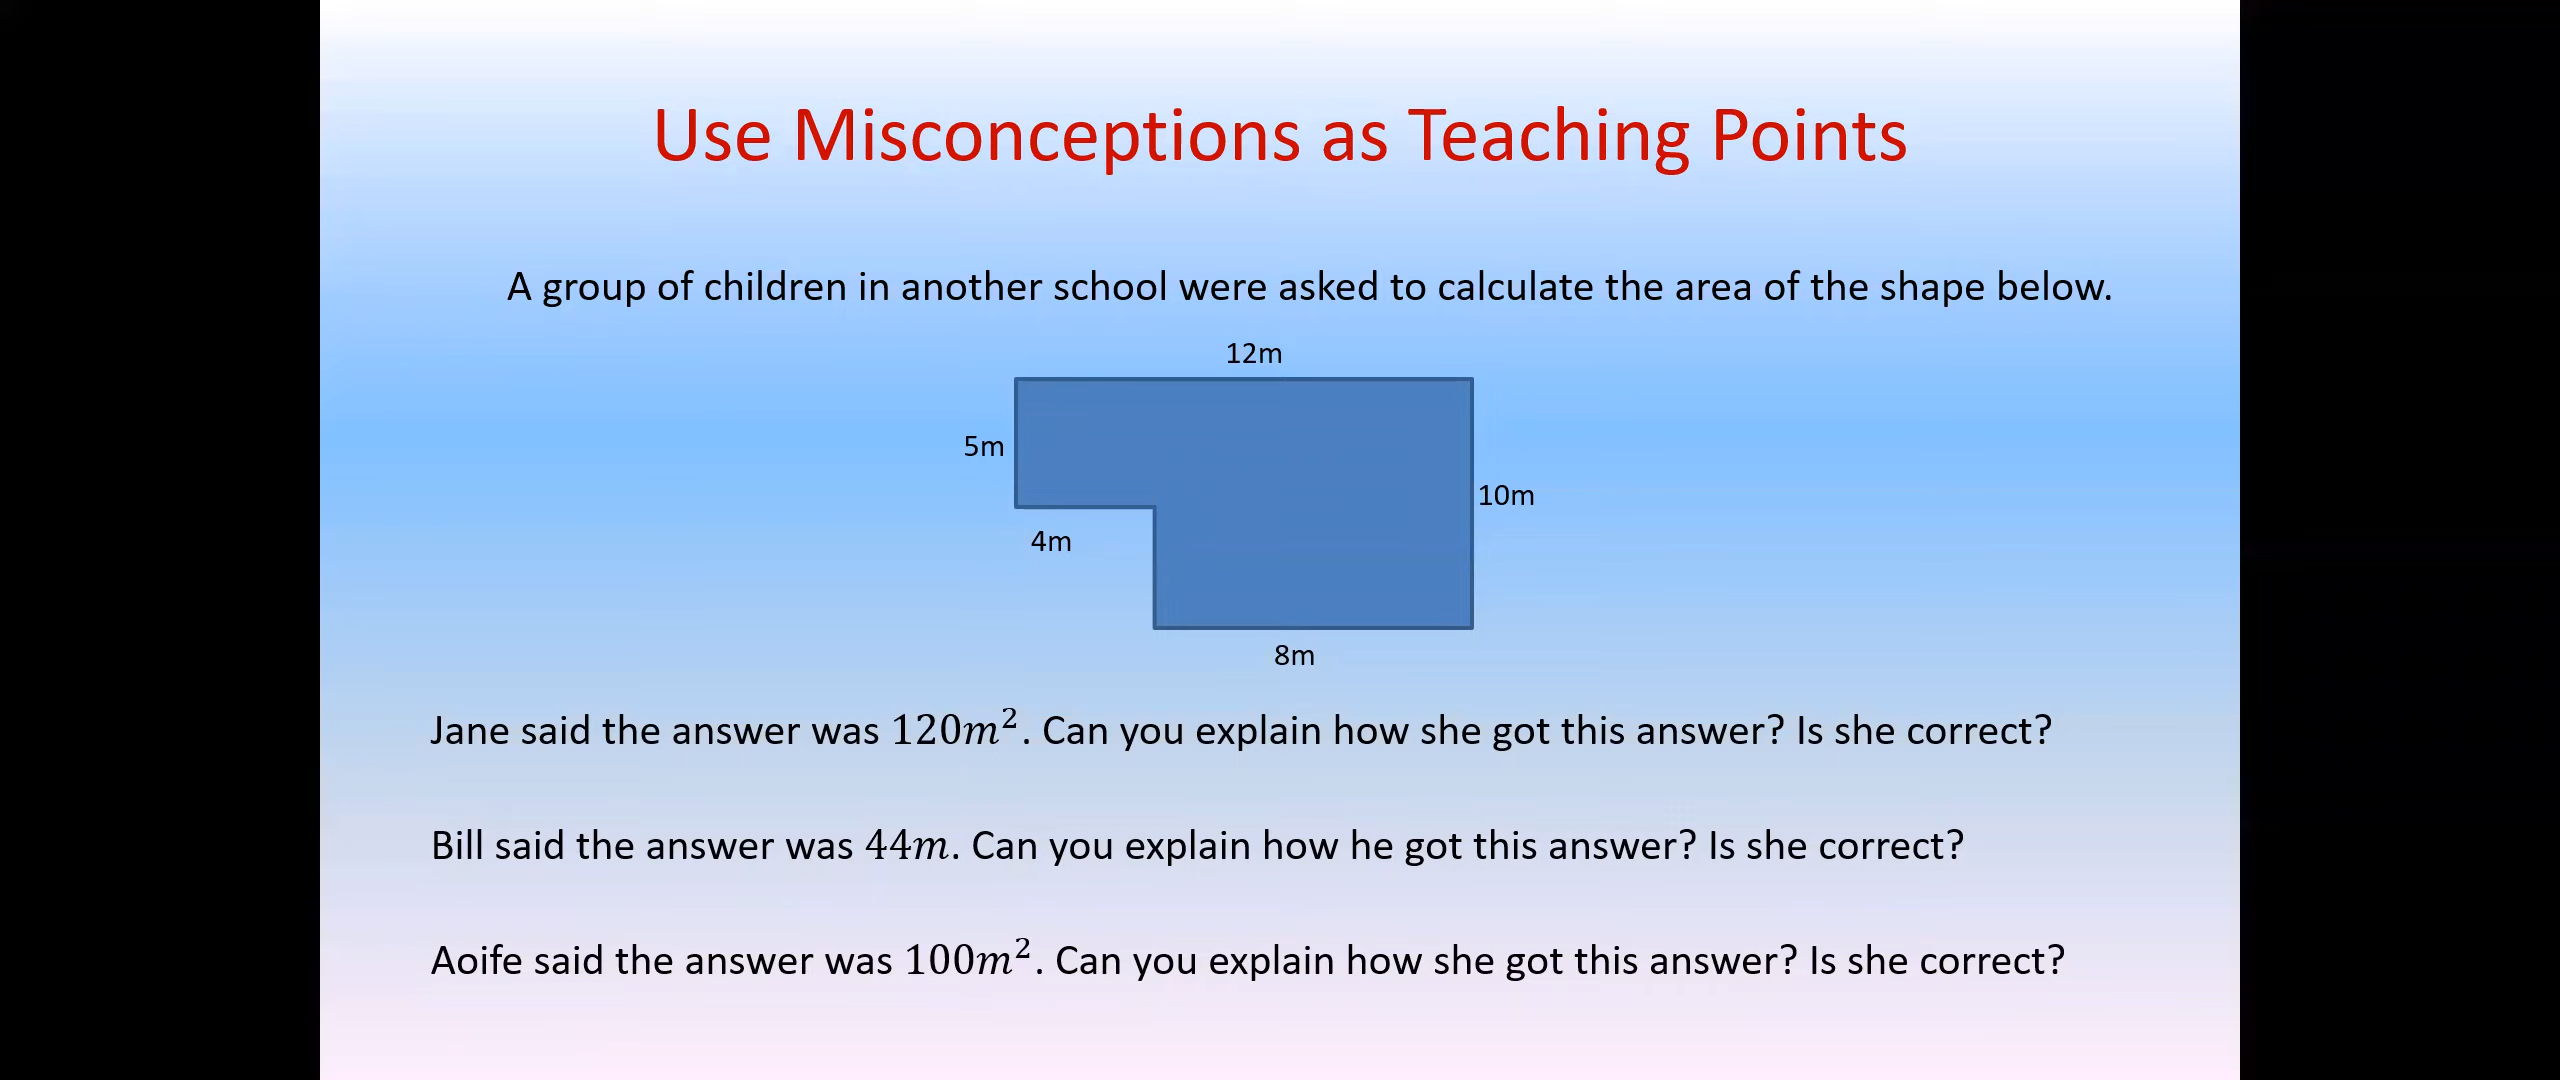 Use Misconceptions as Teaching Points
A group of children in another school were asked to calculate the area of the shape below.
12m
5m
10m
4m
8m
Jane said the answer was 120m². Can you explain how she got this answer? Is she correct?
Bill said the answer was 44m. Can you explain how he got this answer? Is she correct?
Aoife said the answer was 100m². Can you explain how she got this answer? Is she correct?